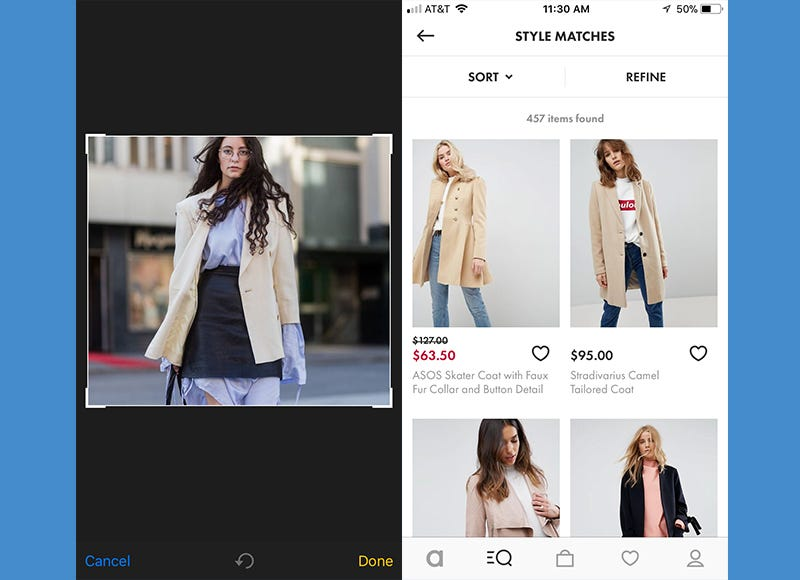 Cancel
Done
AT&T
11:30 AM
50%
STYLE MATCHES
SORT
REFINE
457 items found
$127.00
$63.50
ASOS Skater Coat with Faux
Fur Collar and Button Detail
$95.00
Stradivarius Camel
Tailored Coat
a